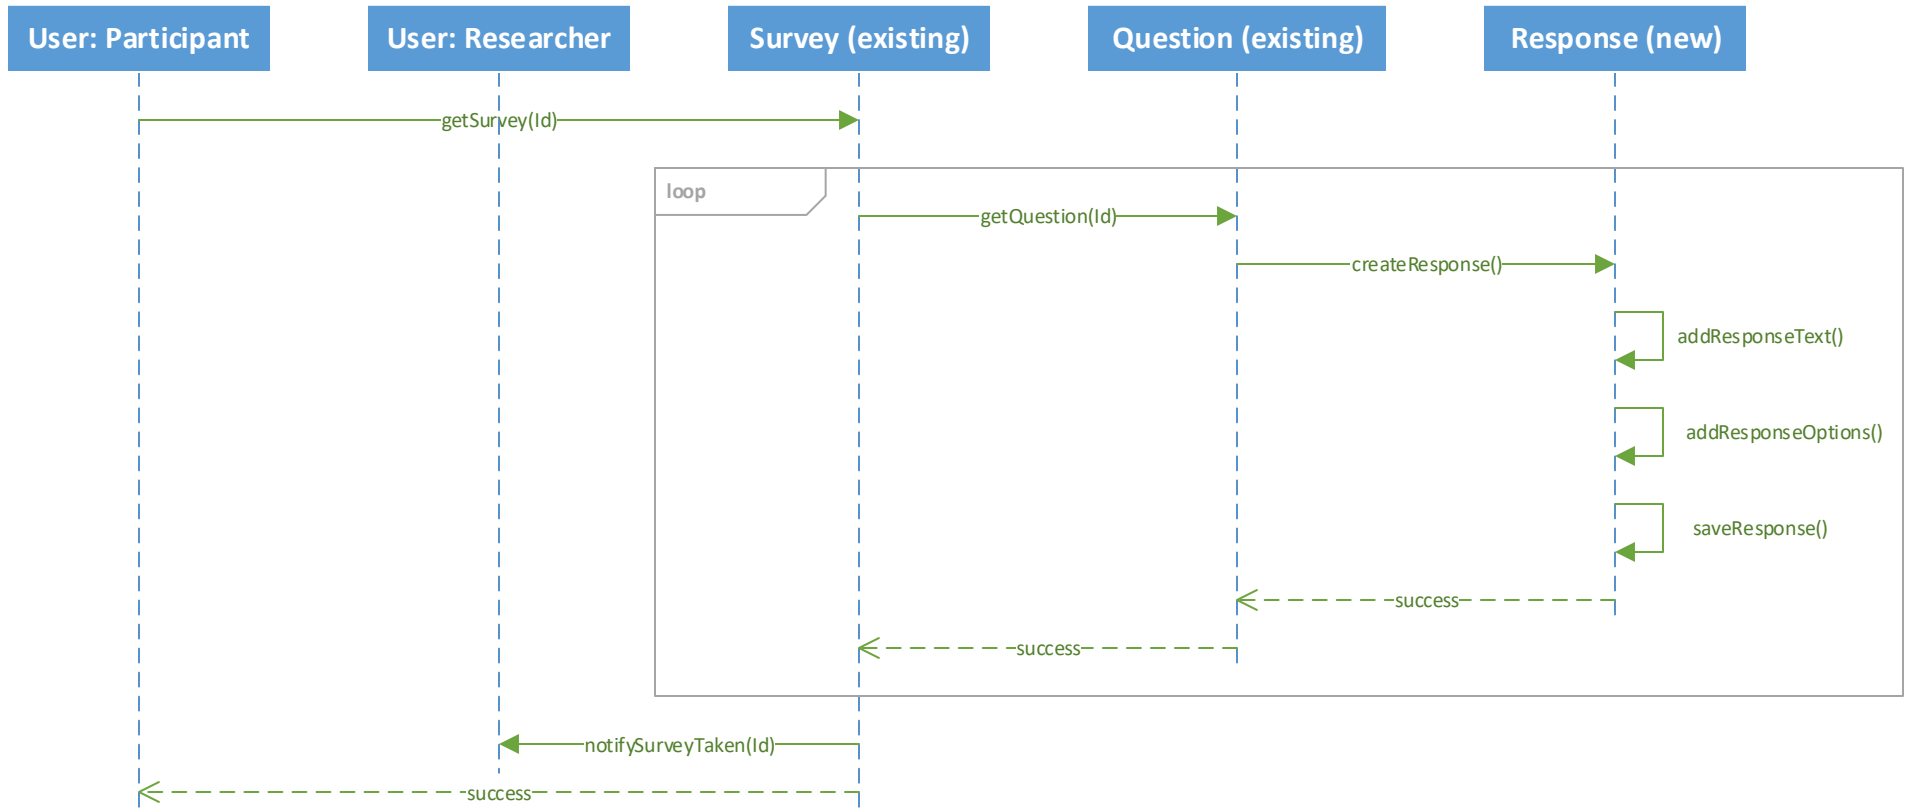 User: Participant
User: Researcher
Survey (existing)
Question (existing)
Response (new)
getSurvey(Id)
loop
getQuestion(Id)
createResponse()
addResponseText()
addResponseOptions()
saveResponse()
success
success
notifySurveyTaken(Id)
success